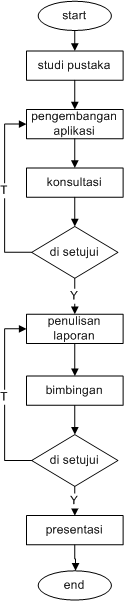 start
studi pustaka
pengembangan
aplikasi
konsultasi
T
di setujui
Y
penulisan
laporan
bimbingan
T
di setujui
Y
presentasi
end